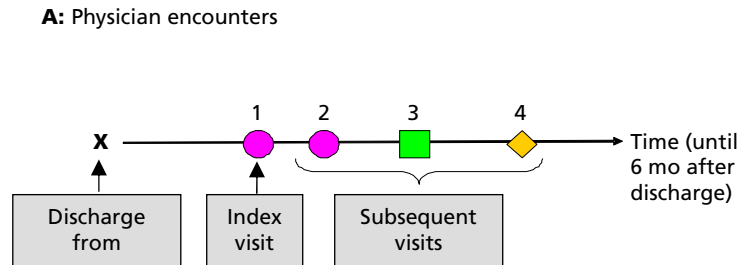 A: Physician encounters
1 2 3 4
X
Time (until
6 mo after
discharge)
Discharge
from
Index
visit
Subsequent
visits